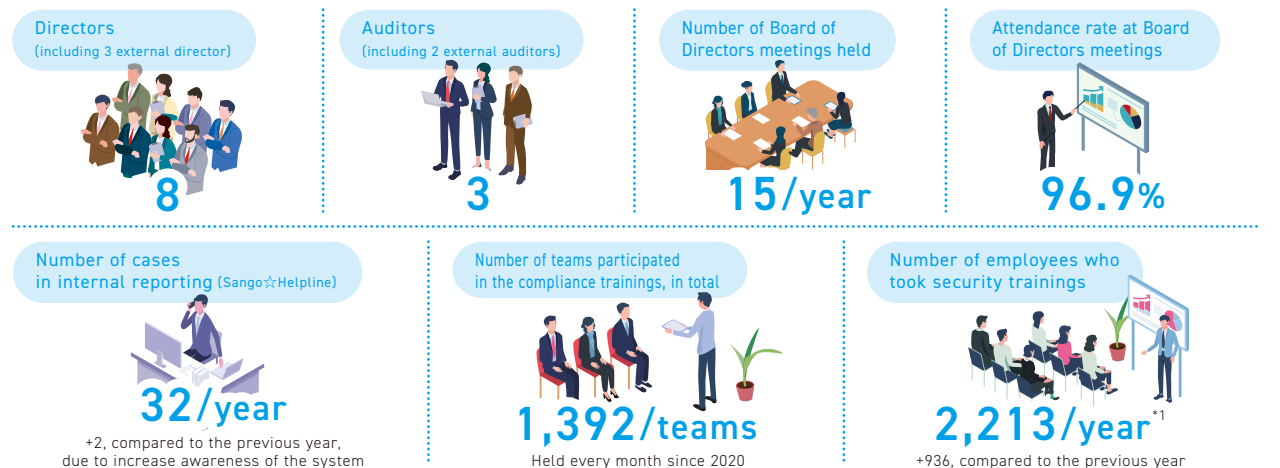 Directors
(including 3 external director)
8
Auditors
(including 2 external auditors)
3
Number of Board of
Directors meetings held
15/year
Attendance rate at Board
of Directors meetings
96.9%
Number of cases
in internal reporting (Sango☆Helpline)
32/year
+2, compared to the previous year,
due to increase awareness of the system
Number of teams participated
in the compliance trainings, in total
1,392/teams
Held every month since 2020
Number of employees who
took security trainings
2,213/year*1
+936, compared to the previous year